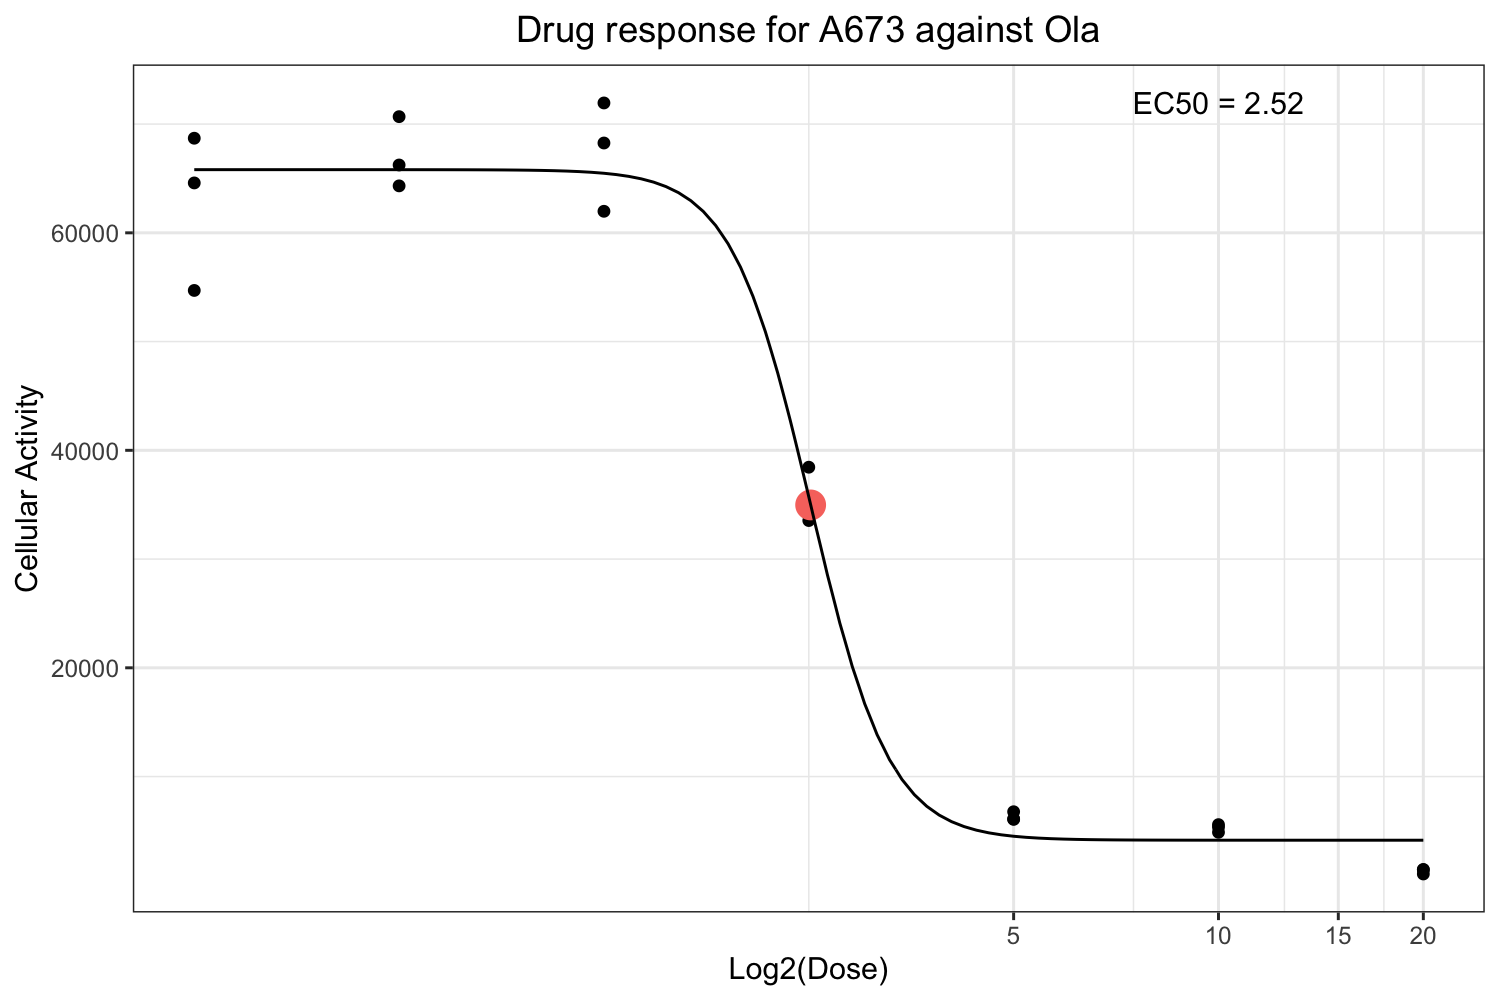 Drug response for A673 against Ola
EC50 = 2.52
60000
40000
20000
Cellular Activity
5 10 15 20
Log2(Dose)